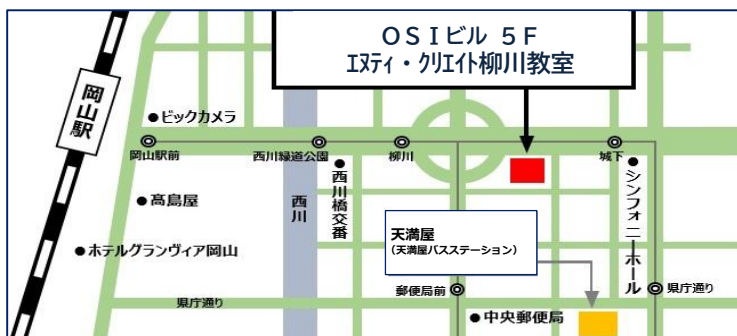 OSIビル 5F
エヌティ・クリエイト柳川教室
岡山駅
●ビックカメラ
岡山駅前
西川緑道公園
柳川
城下
●西川橋交番
●シンフォニーホール
西川
●髙島屋
天満屋
(天満屋バスステーション)
●ホテルグランヴィア岡山
郵便局前
県庁通り
県庁通り
●中央郵便局